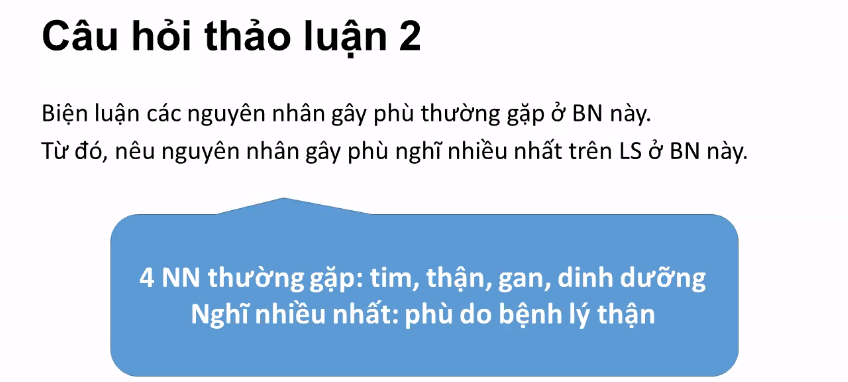 Câu hỏi thảo luận 2
Biện luận các nguyên nhân gây phù thường gặp ở BN này.
Từ đó, nêu nguyên nhân gây phù nghĩ nhiều nhất trên LS ở BN này.
4 NN thường gặp: tim, thận, gan, dinh dưỡng
Nghĩ nhiều nhất: phù do bệnh lý thận